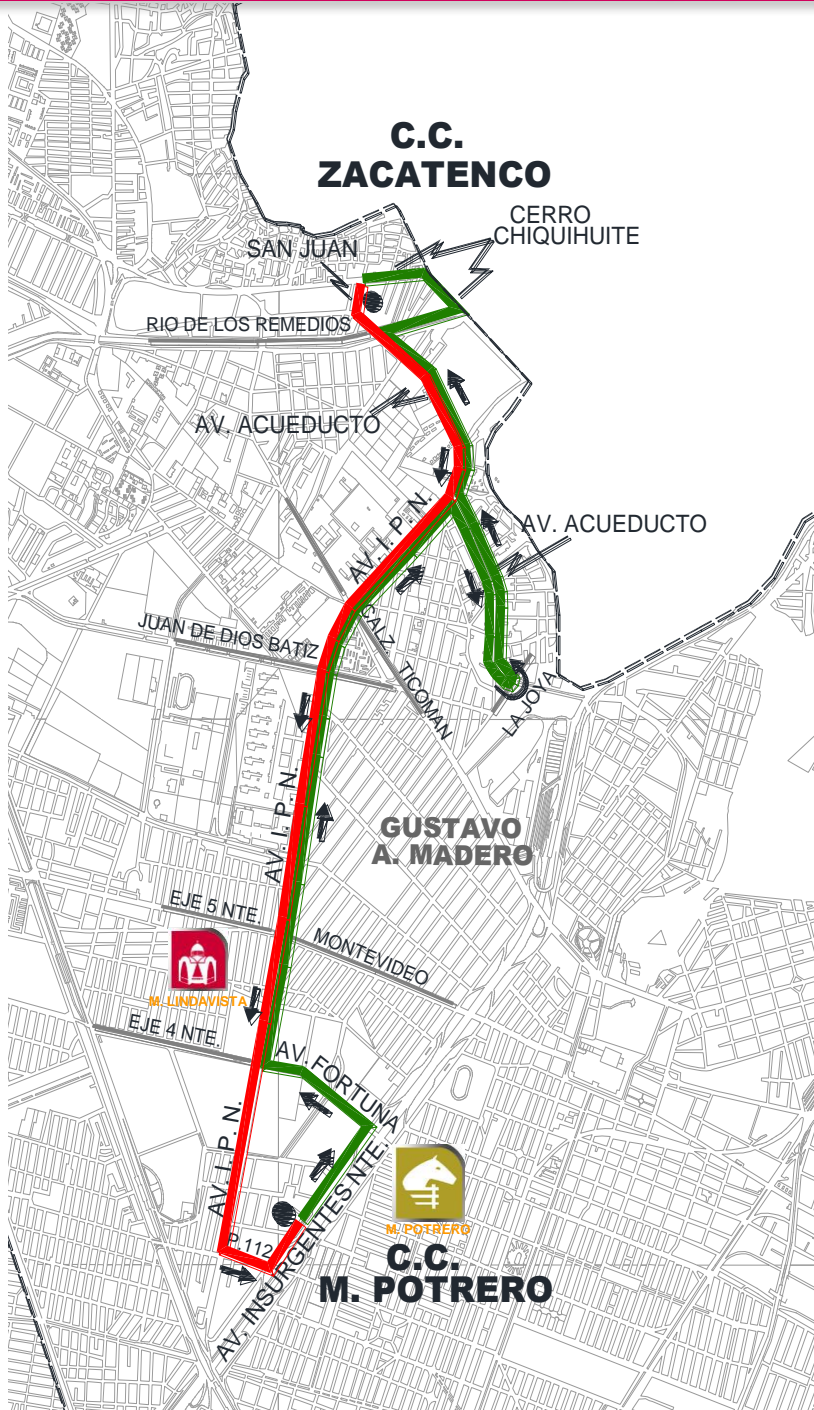 C.C.
ZACATENCO
CERRO
CHIQUIHUITE
SAN JUAN
RIO DE LOS REMEDIOS
AV. ACUEDUCTO
AV. I. P. N.
AV. ACUEDUCTO
JUAN DE DIOS BATIZ
CALZ. TICOMAN
LA JOYA
AV. I. P. N.
GUSTAVO
A. MADERO
EJE 5 NTE.
MONTEVIDEO
M. LINDAVISTA
EJE 4 NTE.
AV. FORTUNA
AV. I. P. N.
AV. INSURGENTES NTE.
M. POTRERO
P. 112
C.C.
M. POTRERO